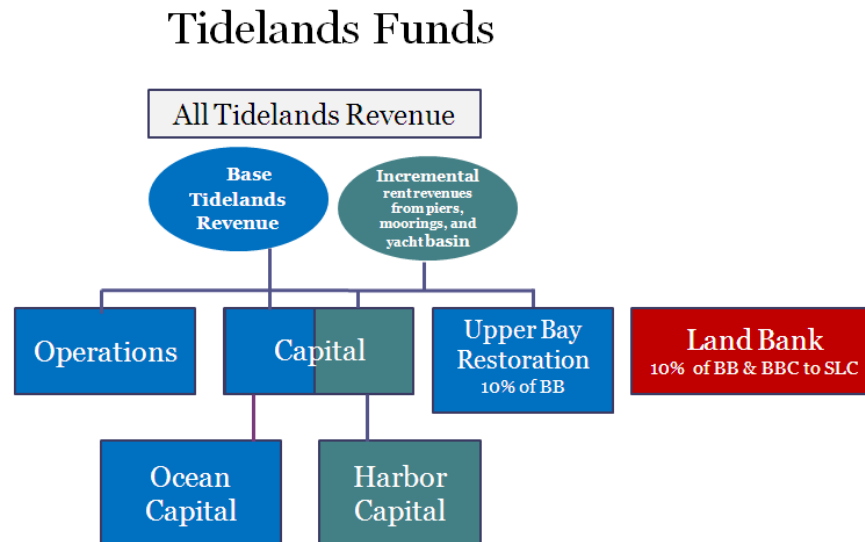 Tidelands Funds
All Tidelands Revenue
Base
Tidelands
Revenue
Incremental
rent revenues
from piers,
moorings, and
yacht basin
Operations
Capital
Upper Bay
Restoration
10% of BB
Land Bank
10% of BB & BBC to SLC
Ocean
Capital
Harbor
Capital